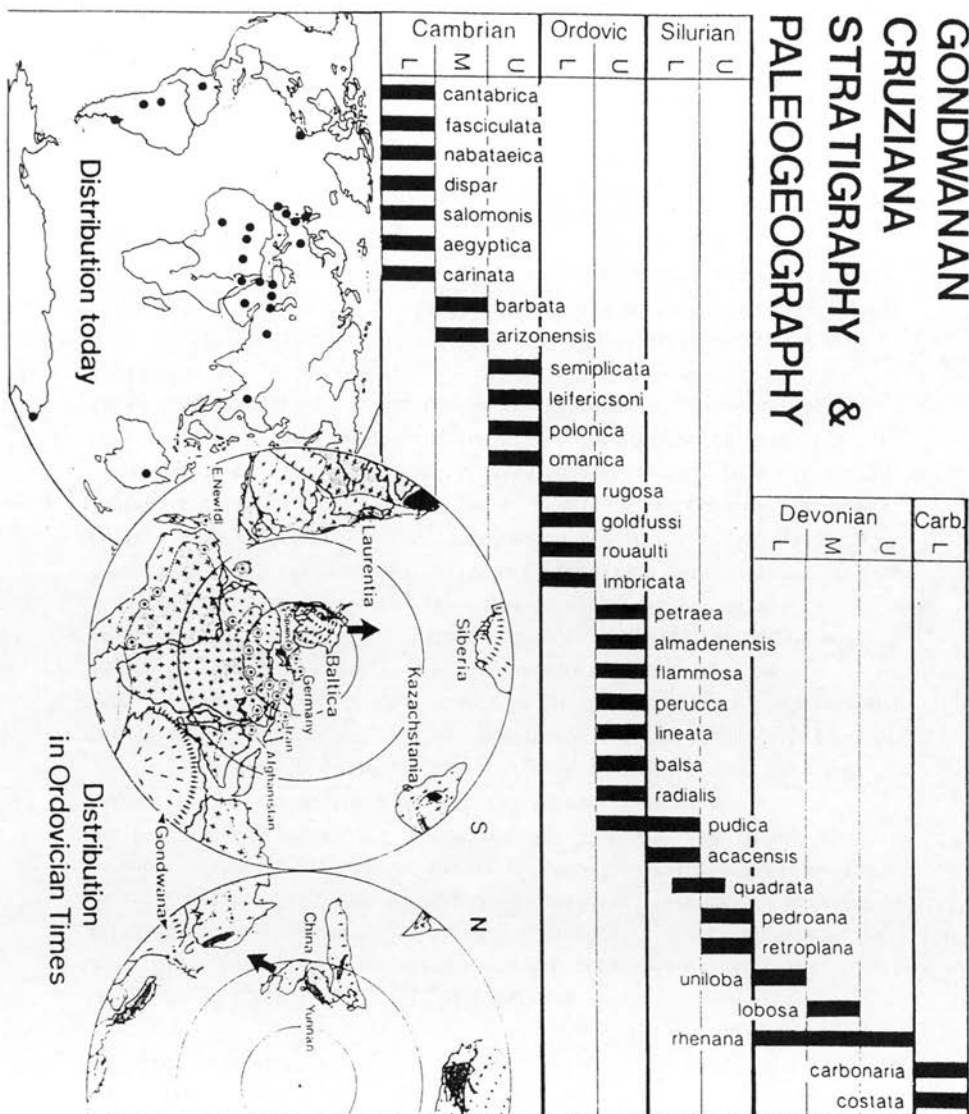 GONDWANAN
CRUZIANA
STRATIGRAPHY &
PALEOGEOGRAPHY
Carb.
L
Devonian
L M U
Silurian
L U
Ordovic
L U
Cambrian
L M U
cantabrica
fasciculata
nabataeica
dispar
salomonis
aegyptica
carinata
barbata
arizonensis
semiplicata
leifericsoni
polonica
omanica
rugosa
goldfussi
rouaulti
imbricata
petraea
almadenensis
flammosa
perucca
lineata
balsa
radialis
pudica
acacensis
quadrata
pedroana
retroplana
uniloba
lobosa
rhenana
carbonaria
costata
Distribution today
E.Newfdl
Laurentia
Siberia
Baltica
Kazachstania
Spain
Germany
Iran
Afghanistan
Gondwana
S
N
China
Yunnan
Distribution
in Ordovician Times